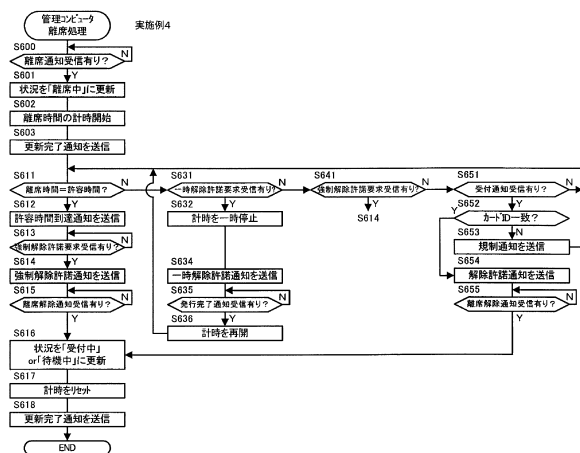 管理コンピュータ
離席処理
実施例4
S600
離席通知受信有り?
N
Y
S601
状況を「離席中」に更新
S602
離席時間の計時開始
S603
更新完了通知を送信
S611
離席時間=許容時間?
N
Y
S612
許容時間到達通知を送信
S613
強制解除許諾要求受信有り?
N
Y
S614
強制解除許諾通知を送信
S615
離席解除通知受信有り?
N
Y
S616
状況を「受付中」
or「待機中」に更新
S617
計時をリセット
S618
更新完了通知を送信
END
S631
一時解除許諾要求受信有り?
N
Y
S632
計時を一時停止
S634
一時解除許諾通知を送信
S635
発行完了通知受信有り?
N
Y
S636
計時を再開
S641
強制解除許諾要求受信有り?
N
Y
S614
S651
受付通知受信有り?
N
Y
S652
カードID一致?
Y
N
S653
規制通知を送信
S654
解除許諾通知を送信
S655
離席解除通知受信有り?
N
Y